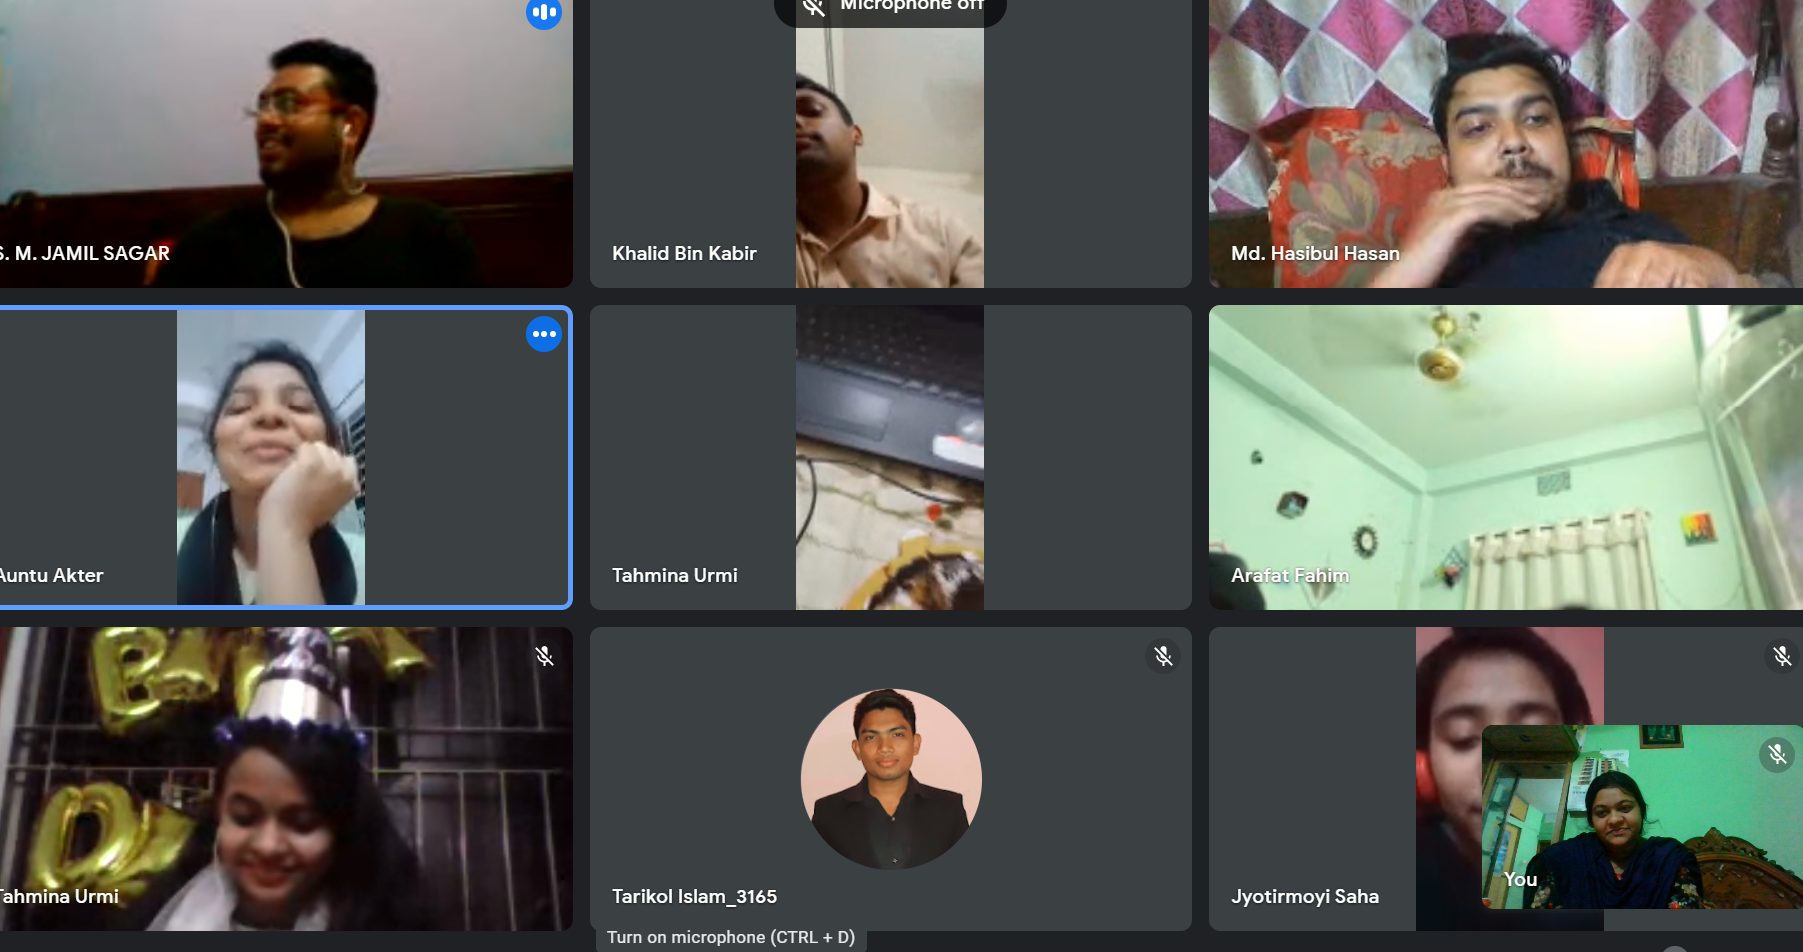 Microphone off
S. M. JAMIL SAGAR
Khalid Bin Kabir
Md. Hasibul Hasan
Auntu Akter
Tahmina Urmi
Arafat Fahim
Tahmina Urmi
Tarikol Islam_3165
Jyotirmoyi Saha
You
Turn on microphone (CTRL + D)